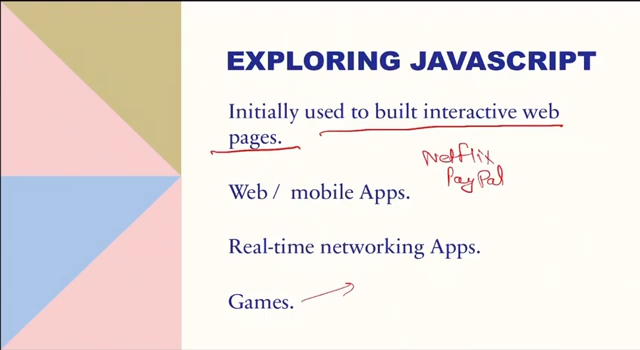 EXPLORING JAVASCRIPT
Initially used to built interactive web
pages.
Netflix
PayPal
Web / mobile Apps.
Real-time networking Apps.
Games.